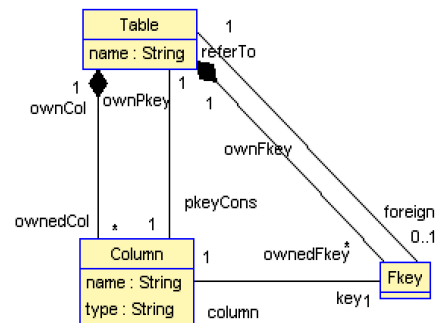 Table
1
name : String
referTo
1
1
ownPkey
1
ownCol
ownFkey
pkeyCons
foreign
ownedCol
*
1
0..1
Column
1
ownedFkey
*
Fkey
name : String
type : String
key
1
column